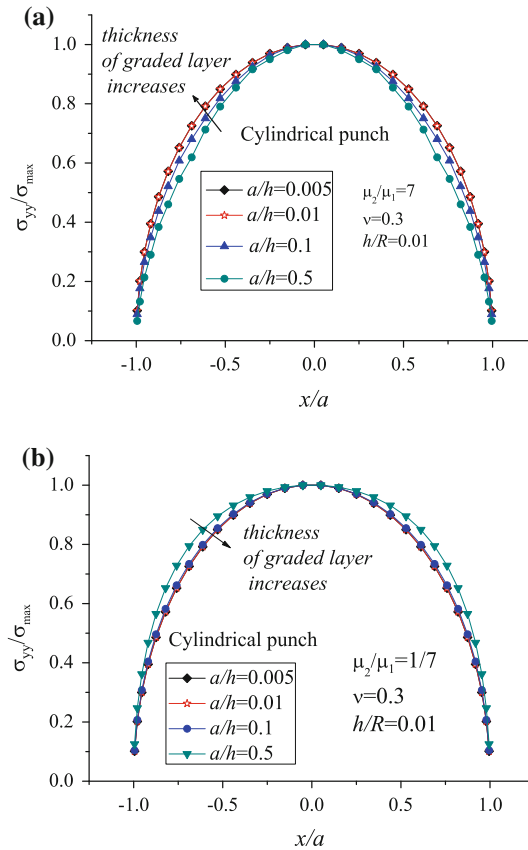 (a)
thickness
of graded layer
increases
Cylindrical punch
a/h=0.005
a/h=0.01
a/h=0.1
a/h=0.5
μ₂/μ₁=7
ν=0.3
h/R=0.01
σyy/σmax
1.0
0.8
0.6
0.4
0.2
0.0
-1.0 -0.5 0.0 0.5 1.0
x/a
(b)
thickness
of graded layer
increases
Cylindrical punch
a/h=0.005
a/h=0.01
a/h=0.1
a/h=0.5
μ₂/μ₁=1/7
ν=0.3
h/R=0.01
σyy/σmax
1.0
0.8
0.6
0.4
0.2
0.0
-1.0 -0.5 0.0 0.5 1.0
x/a